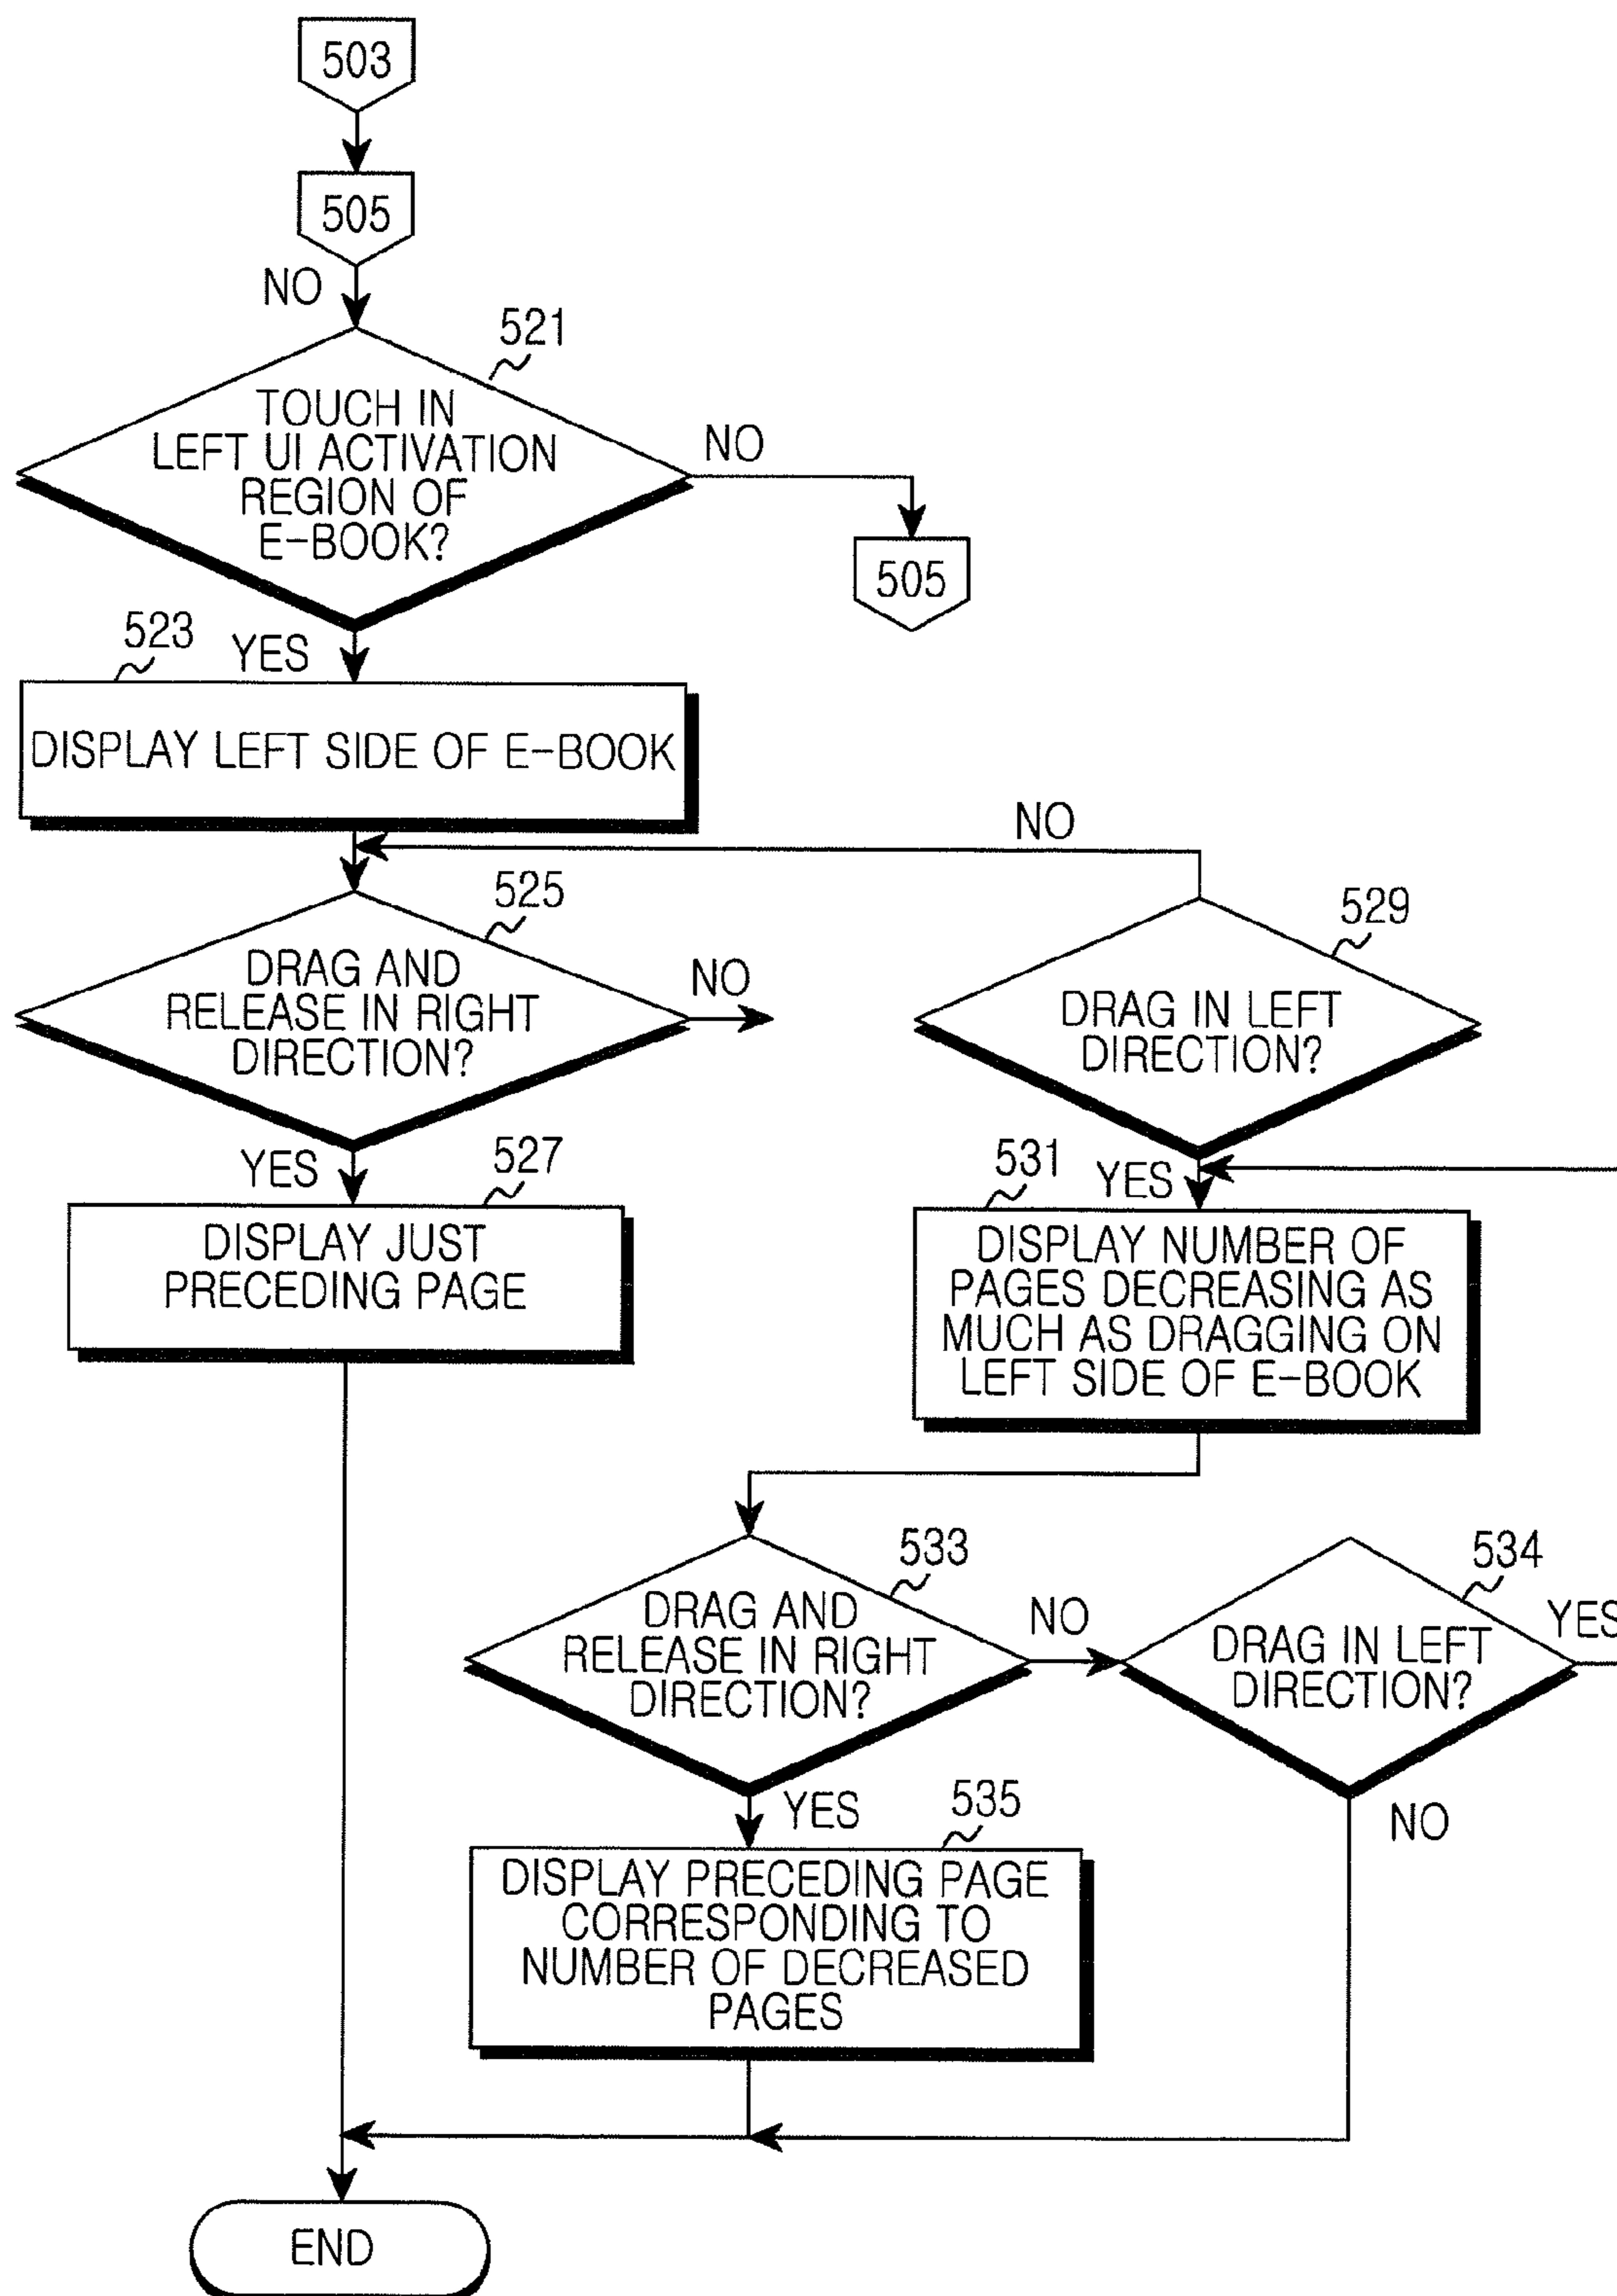 503
505
NO
521
TOUCH IN
LEFT UI ACTIVATION
REGION OF
E-BOOK?
NO
505
523
YES
DISPLAY LEFT SIDE OF E-BOOK
NO
525
DRAG AND
RELEASE IN RIGHT
DIRECTION?
NO
529
DRAG IN LEFT
DIRECTION?
YES
527
DISPLAY JUST
PRECEDING PAGE
531
YES
DISPLAY NUMBER OF
PAGES DECREASING AS
MUCH AS DRAGGING ON
LEFT SIDE OF E-BOOK
533
DRAG AND
RELEASE IN RIGHT
DIRECTION?
NO
534
DRAG IN LEFT
DIRECTION?
YES
YES
535
NO
DISPLAY PRECEDING PAGE
CORRESPONDING TO
NUMBER OF DECREASED
PAGES
END